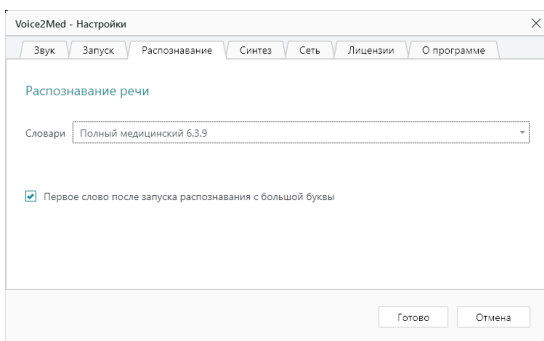 Voice2Med - Настройки
Звук Запуск Распознавание Синтез Сеть Лицензии О программе
Распознавание речи
Словари Полный медицинский 6.3.9
Первое слово после запуска распознавания с большой буквы
Готово Отмена